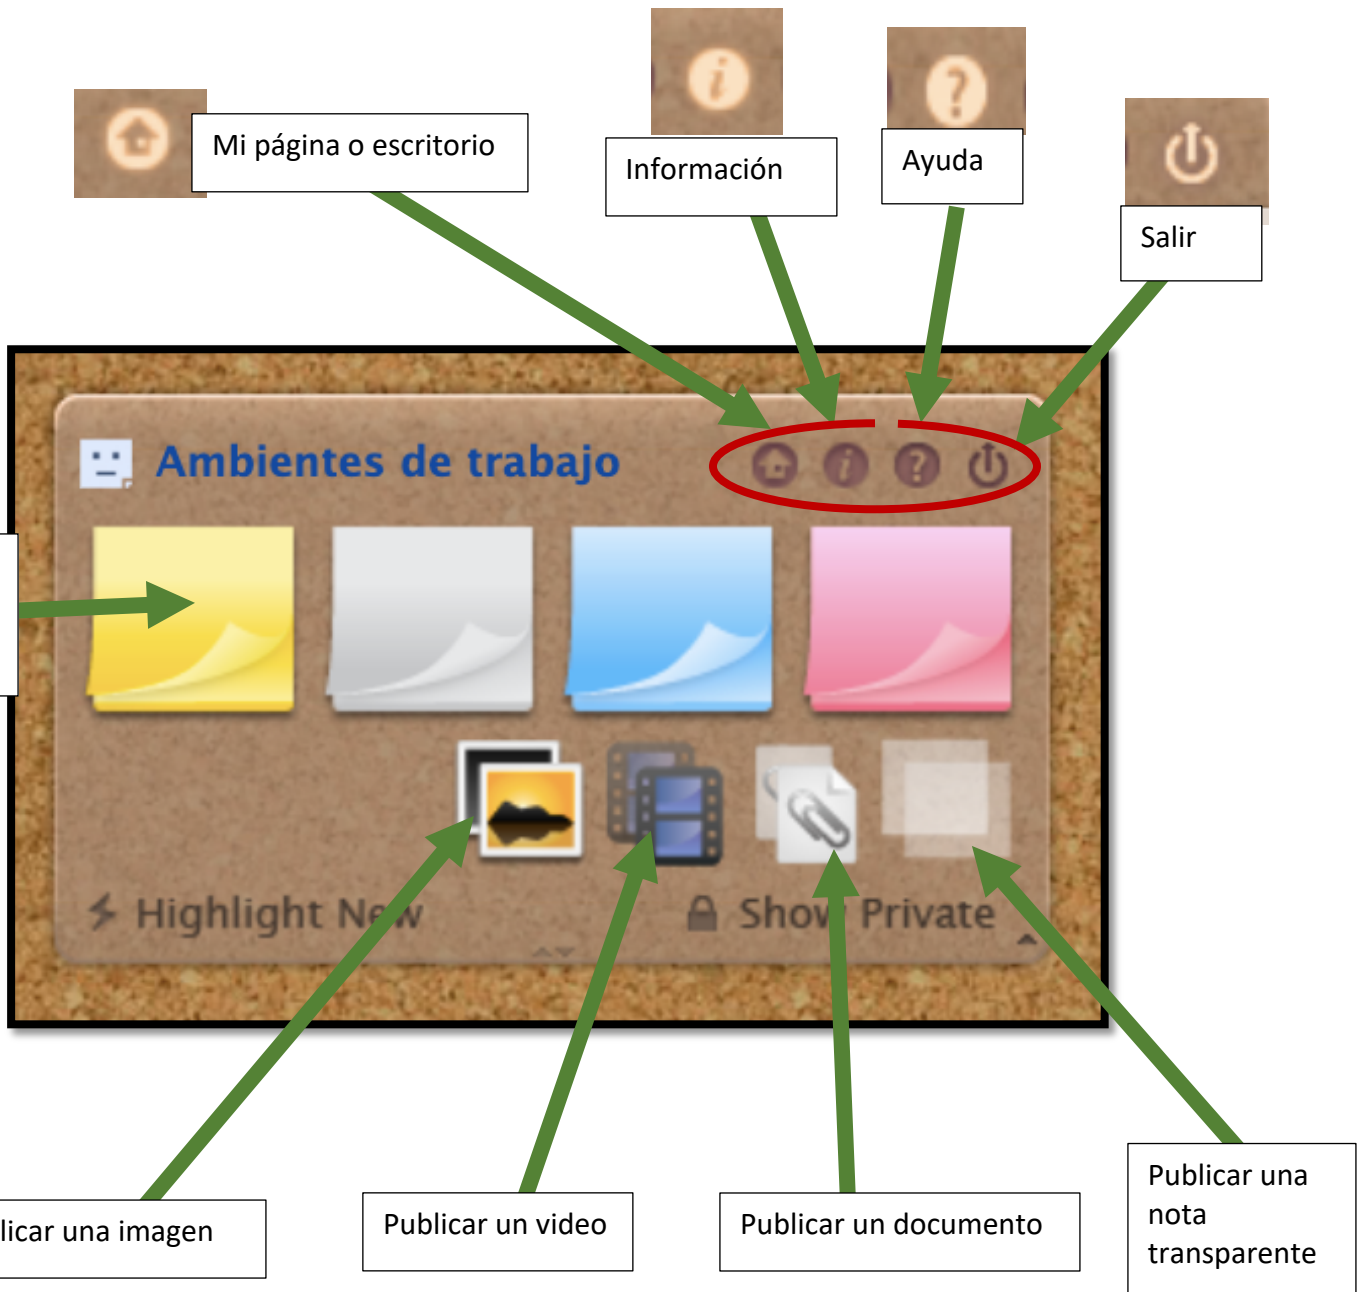 Mi página o escritorio
Información
Ayuda
Salir
Ambientes de trabajo
Highlight New
Show Private
una imagen
Publicar un video
Publicar un documento
Publicar una
nota
transparente